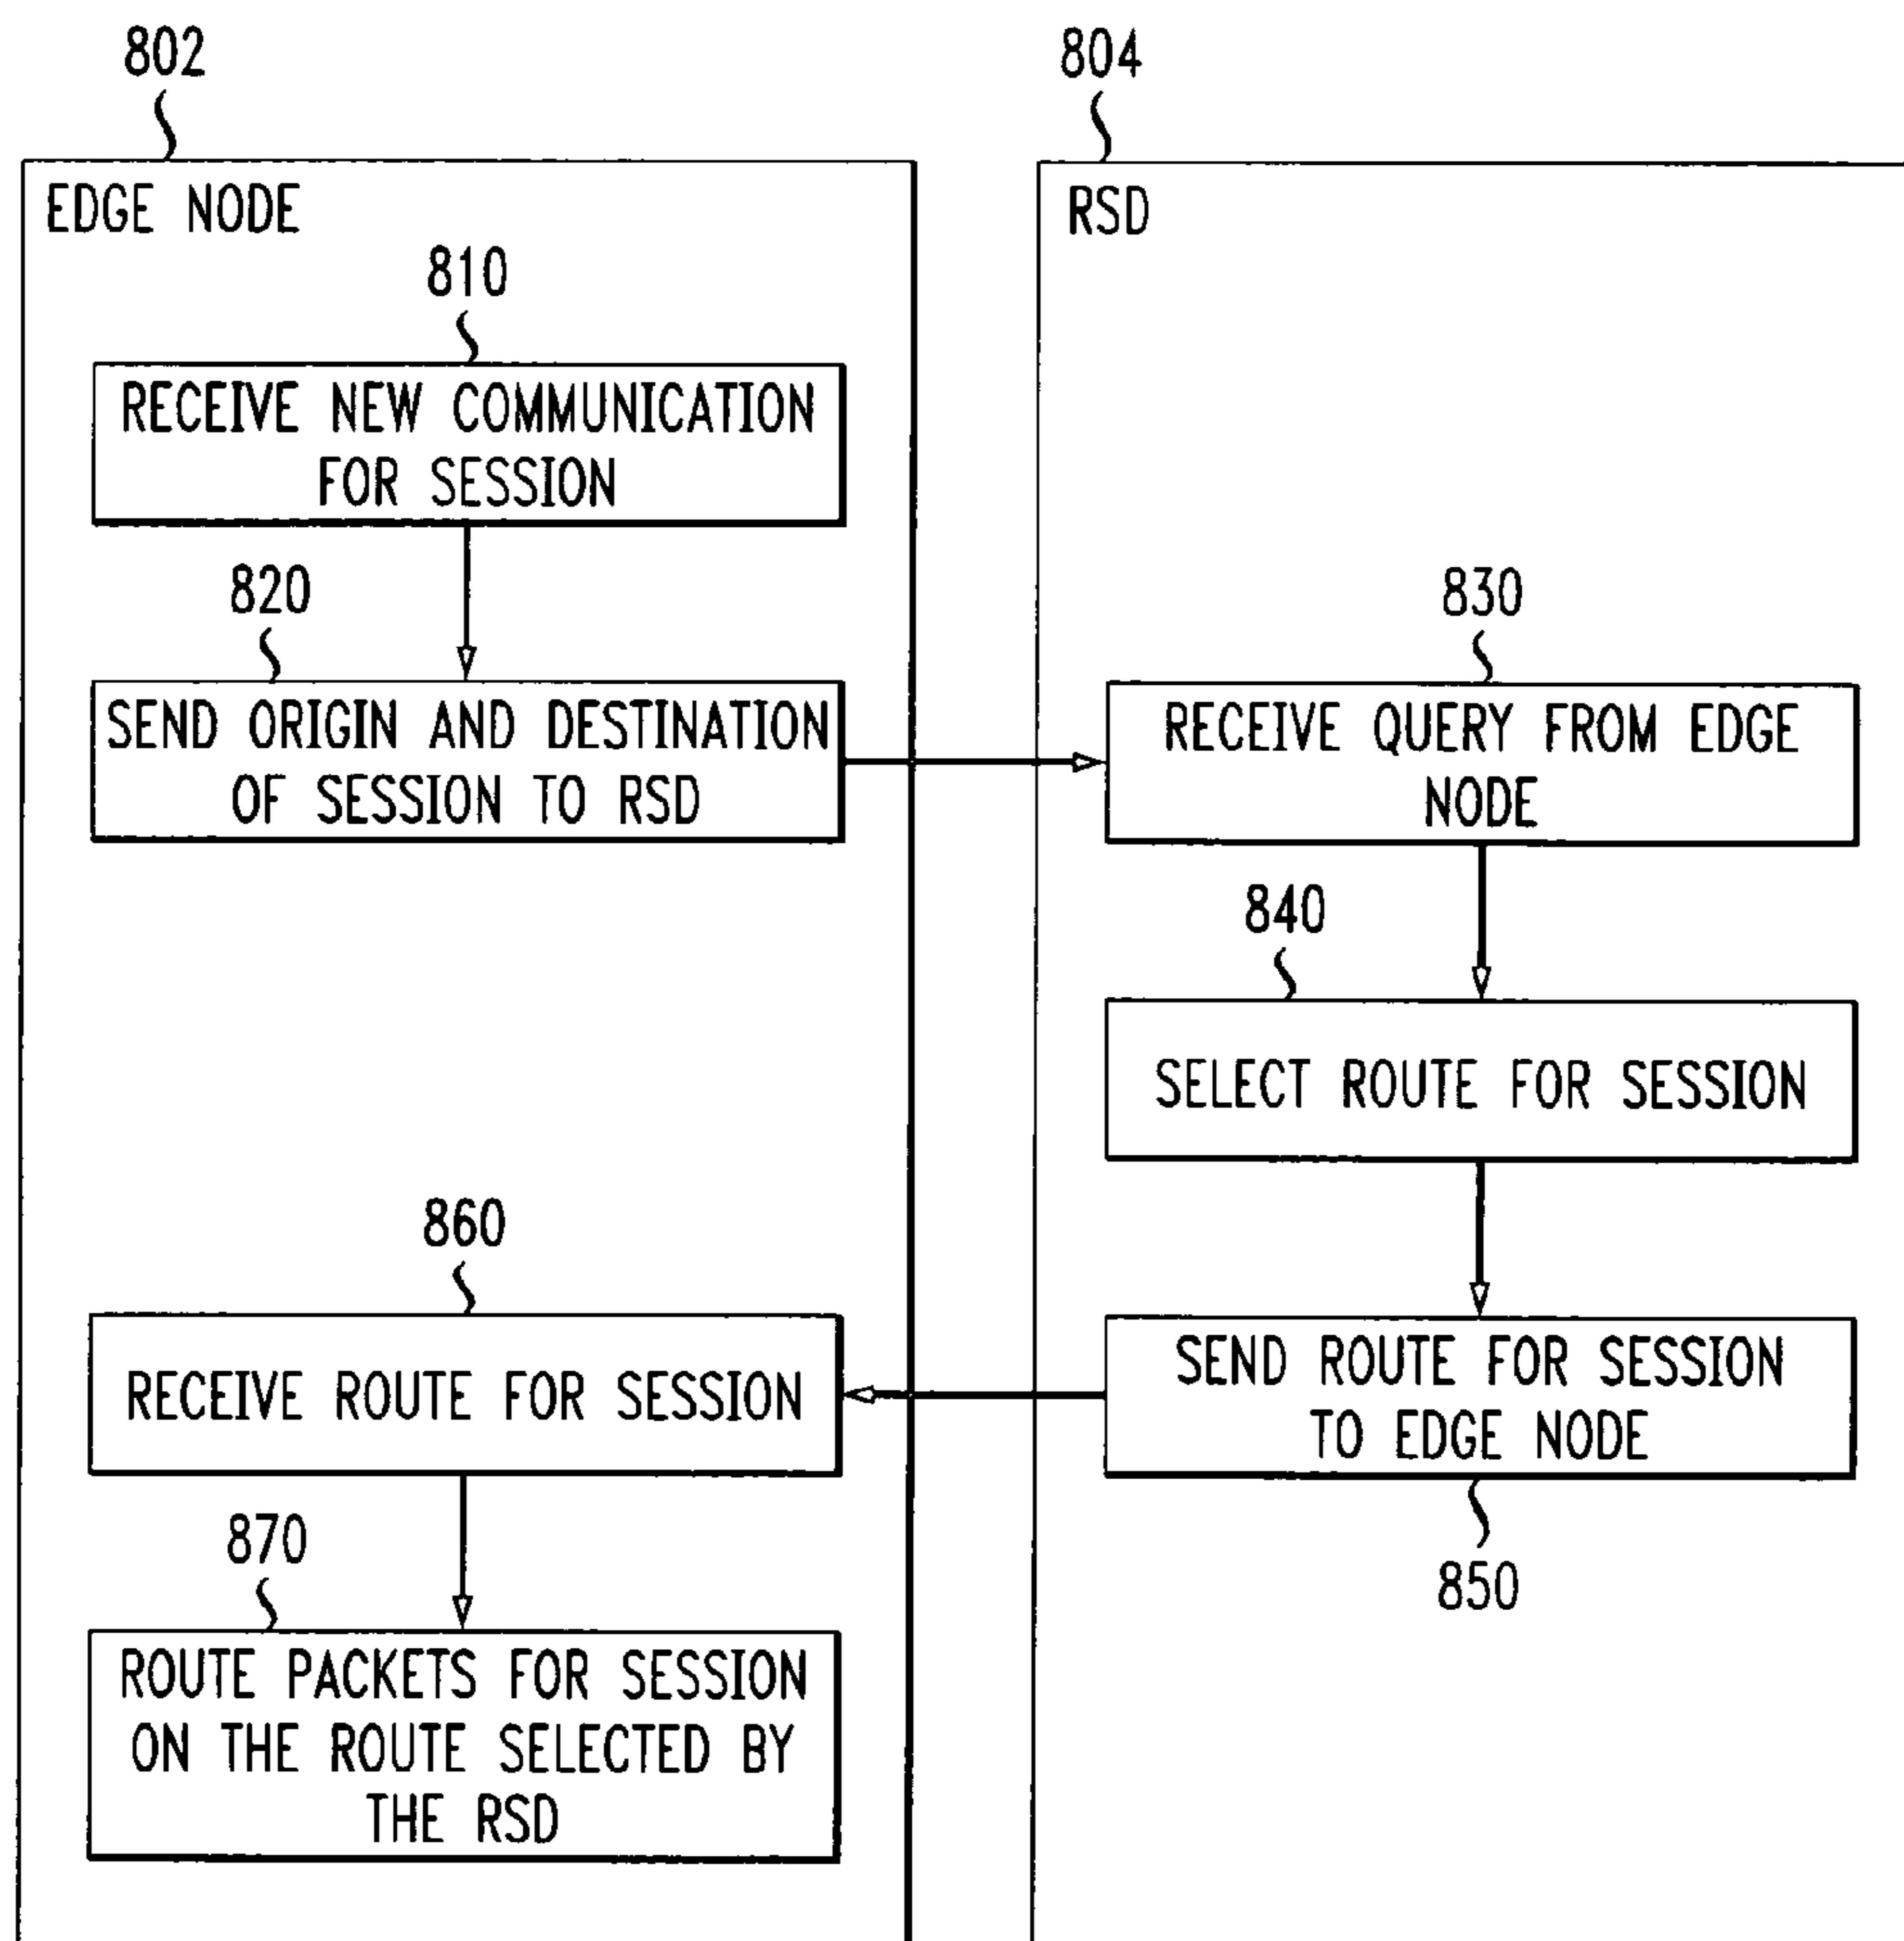 802
804
EDGE NODE
RSD
810
RECEIVE NEW COMMUNICATION
FOR SESSION
820
SEND ORIGIN AND DESTINATION
OF SESSION TO RSD
830
RECEIVE QUERY FROM EDGE
NODE
840
SELECT ROUTE FOR SESSION
860
RECEIVE ROUTE FOR SESSION
SEND ROUTE FOR SESSION
TO EDGE NODE
850
870
ROUTE PACKETS FOR SESSION
ON THE ROUTE SELECTED BY
THE RSD